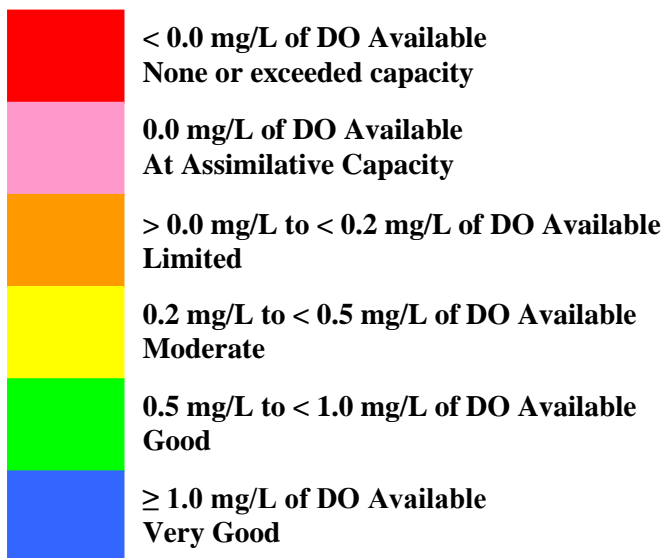 < 0.0 mg/L of DO Available
None or exceeded capacity
0.0 mg/L of DO Available
At Assimilative Capacity
> 0.0 mg/L to < 0.2 mg/L of DO Available
Limited
0.2 mg/L to < 0.5 mg/L of DO Available
Moderate
0.5 mg/L to < 1.0 mg/L of DO Available
Good
≥ 1.0 mg/L of DO Available
Very Good